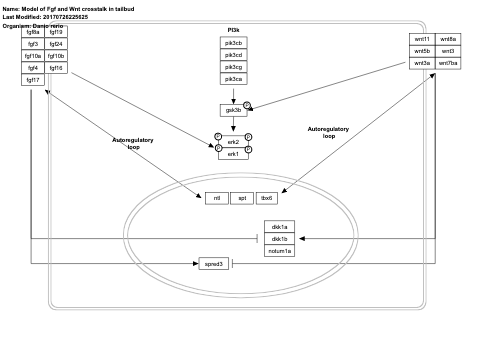 Name: Model of Fgf and Wnt crosstalk in tailbud
Last Modified: 20170726225625
Organism: Danio rerio
fgf8a fgf19
fgf3 fgf24
fgf10a fgf10b
fgf4 fgf16
fgf17
PI3k
pik3cb
pik3cd
pik3cg
pik3ca
wnt11 wnt8a
wnt5b wnt3
wnt3a wnt7ba
gsk3b
P
P P
erk2
P P
erk1
Autoregulatory
loop
Autoregulatory
loop
ntl spt tbx6
dkk1a
dkk1b
notum1a
spred3